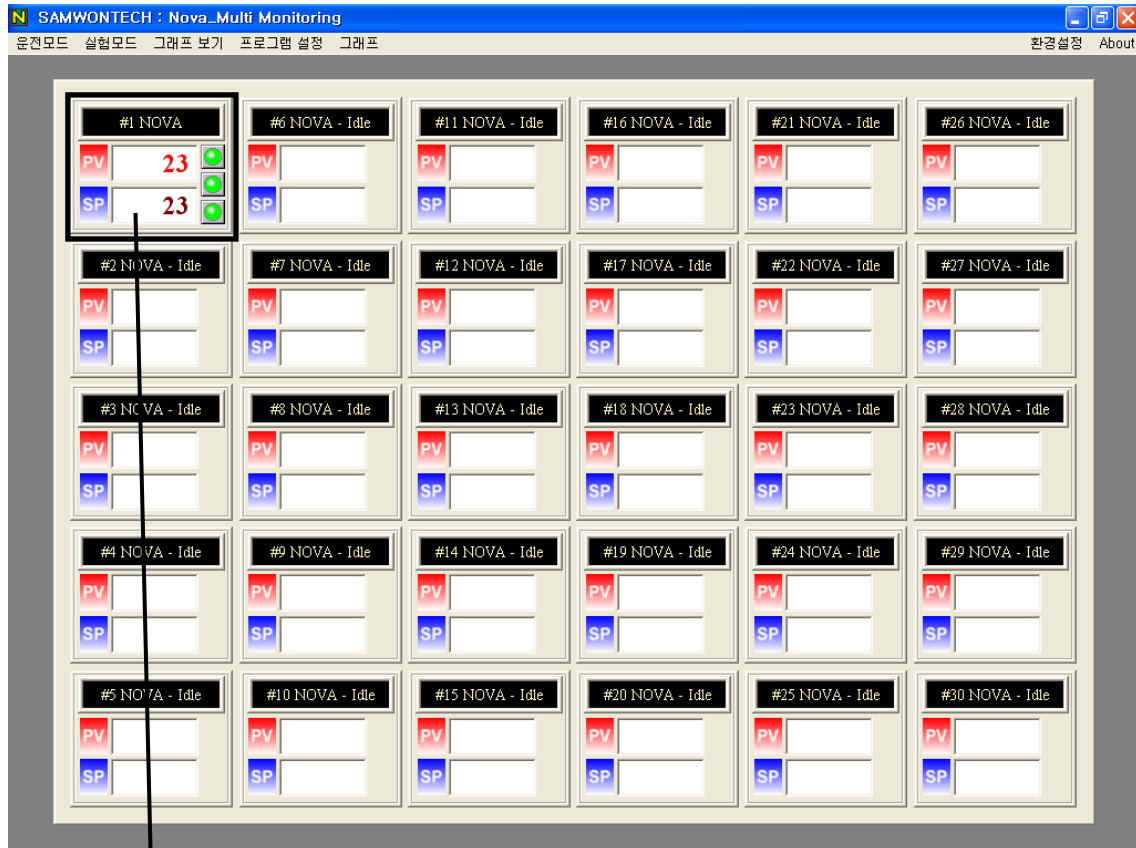 N SAMWONTECH : Nova_Multi Monitoring
운전모드 실험모드 그래프 보기 프로그램 설정 그래프 환경설정 About
#1 NOVA #6 NOVA - Idle #11 NOVA - Idle #16 NOVA - Idle #21 NOVA - Idle #26 NOVA - Idle
PV 23 PV PV PV PV PV
SP 23 SP SP SP SP SP
#2 NOVA - Idle #7 NOVA - Idle #12 NOVA - Idle #17 NOVA - Idle #22 NOVA - Idle #27 NOVA - Idle
PV PV PV PV PV PV
SP SP SP SP SP SP
#3 NOVA - Idle #8 NOVA - Idle #13 NOVA - Idle #18 NOVA - Idle #23 NOVA - Idle #28 NOVA - Idle
PV PV PV PV PV PV
SP SP SP SP SP SP
#4 NOVA - Idle #9 NOVA - Idle #14 NOVA - Idle #19 NOVA - Idle #24 NOVA - Idle #29 NOVA - Idle
PV PV PV PV PV PV
SP SP SP SP SP SP
#5 NOVA - Idle #10 NOVA - Idle #15 NOVA - Idle #20 NOVA - Idle #25 NOVA - Idle #30 NOVA - Idle
PV PV PV PV PV PV
SP SP SP SP SP SP